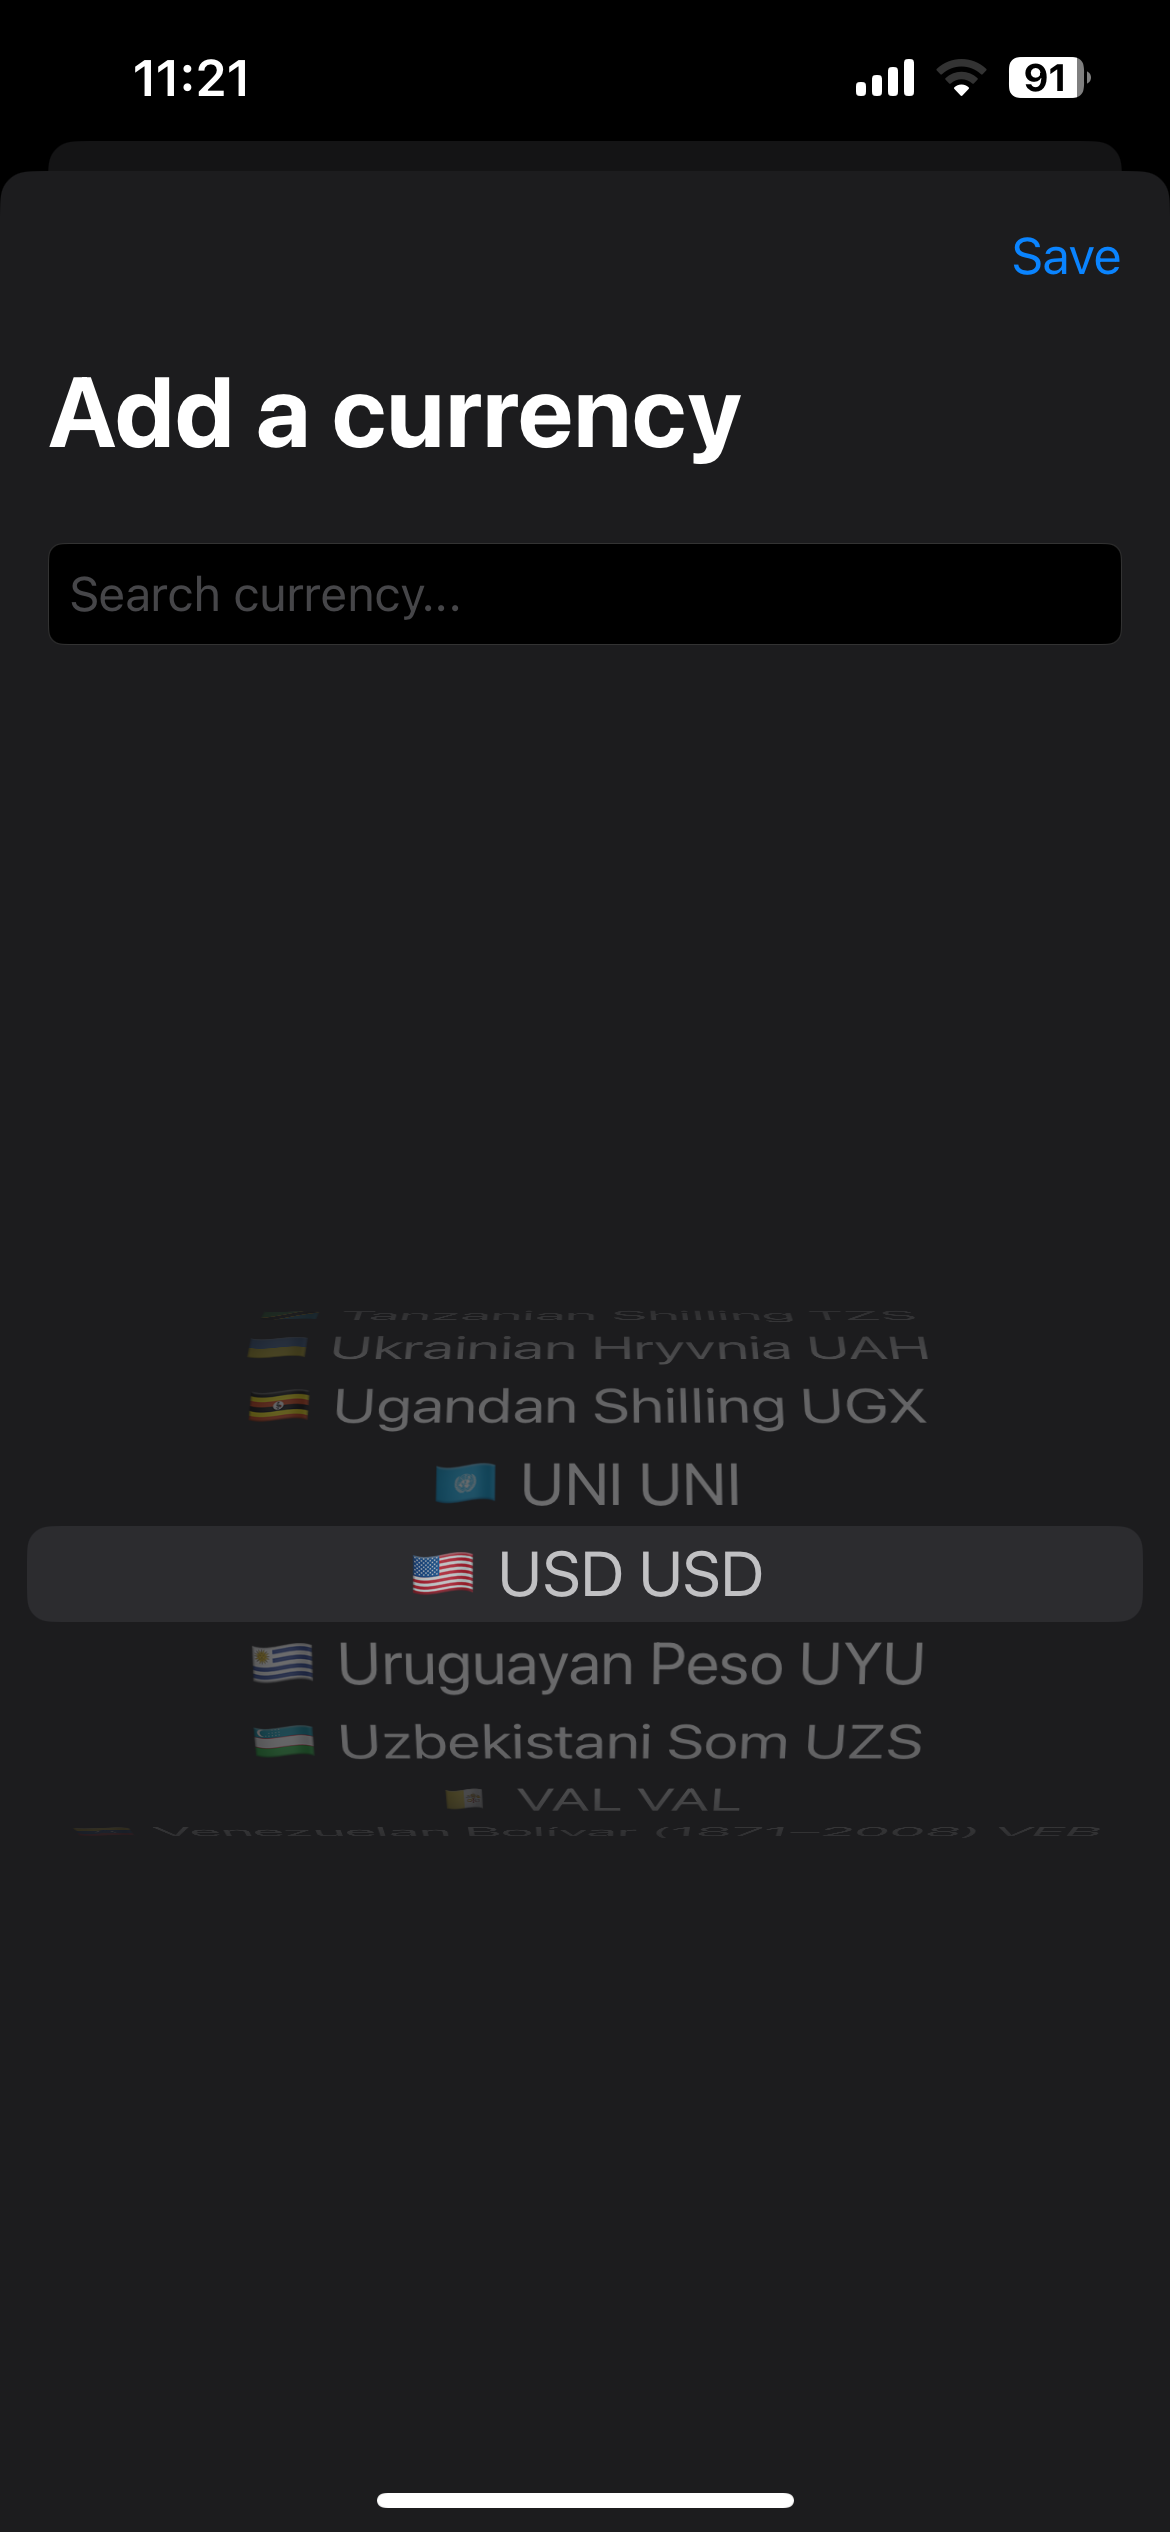 11:21
91
Save
Add a currency
Search currency...
Tanzanian Shilling TZS
Ukrainian Hryvnia UAH
Ugandan Shilling UGX
UNI UNI
USD USD
Uruguayan Peso UYU
Uzbekistani Som UZS
VAL VAL
Venezuelan Bolívar (1871–2008) VEB